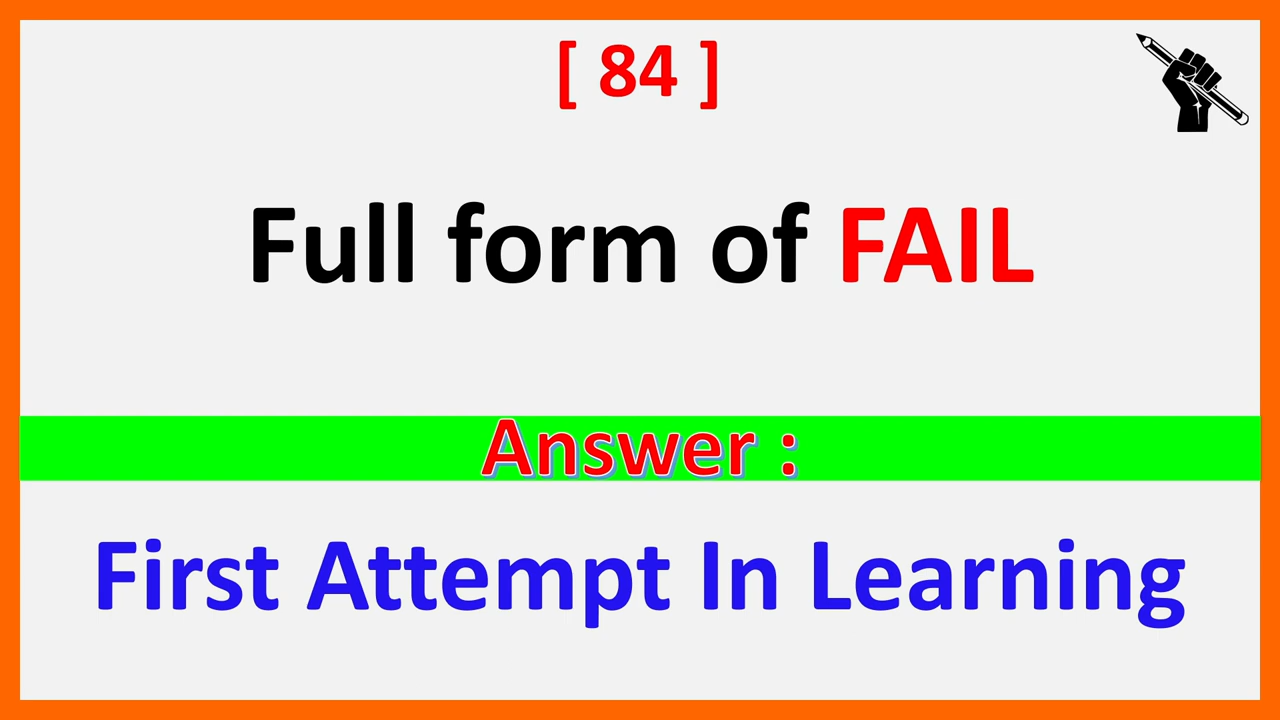 [ 84 ]
Full form of FAIL
Answer :
First Attempt In Learning